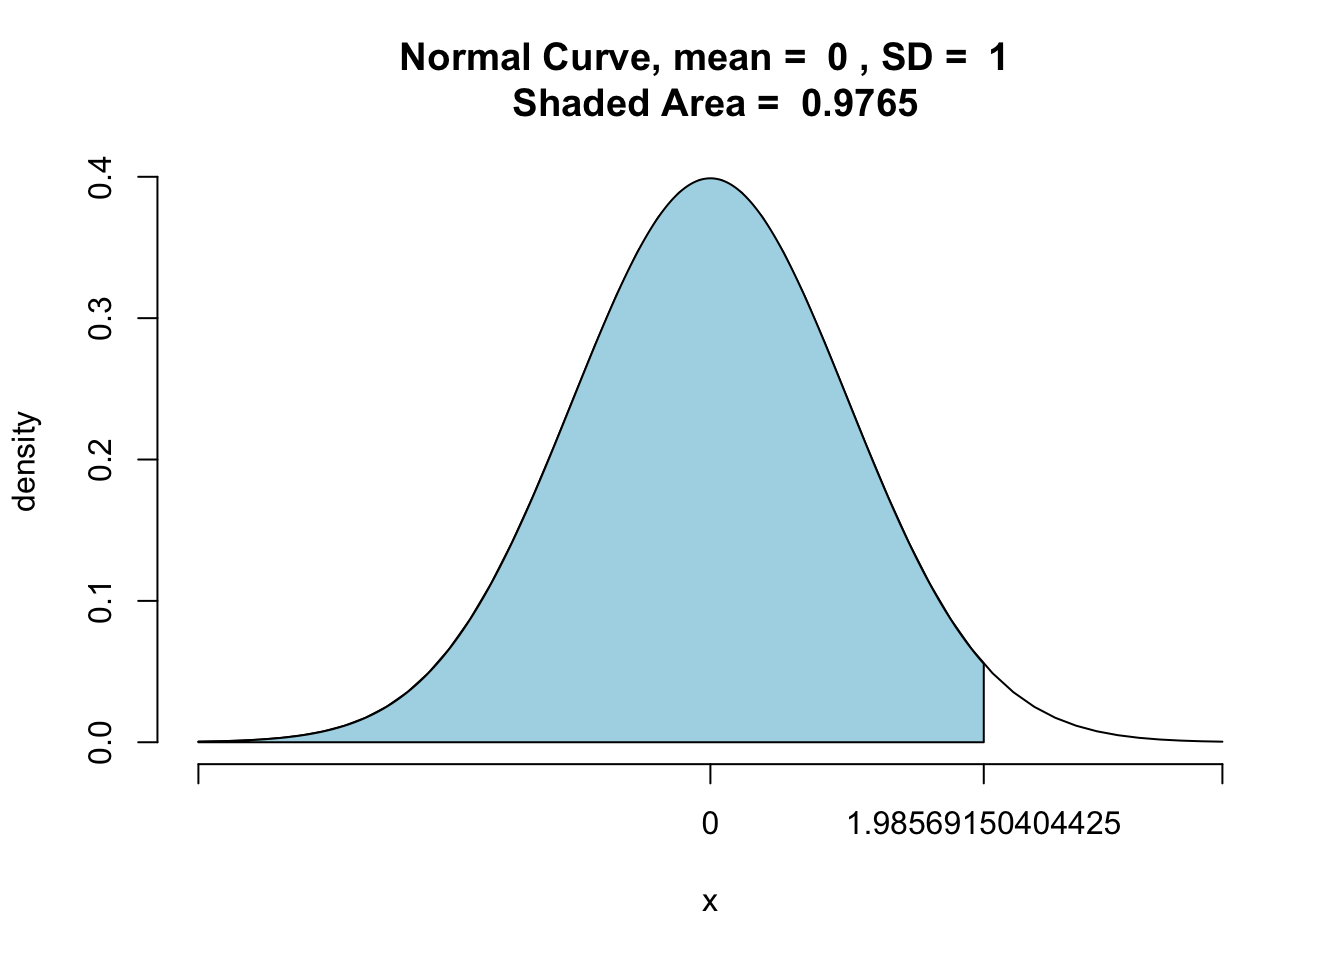 Normal Curve, mean =  0 , SD =  1
Shaded Area =  0.9765
0.4
0.3
0.2
0.1
0.0
density
0
1.98569150404425
x